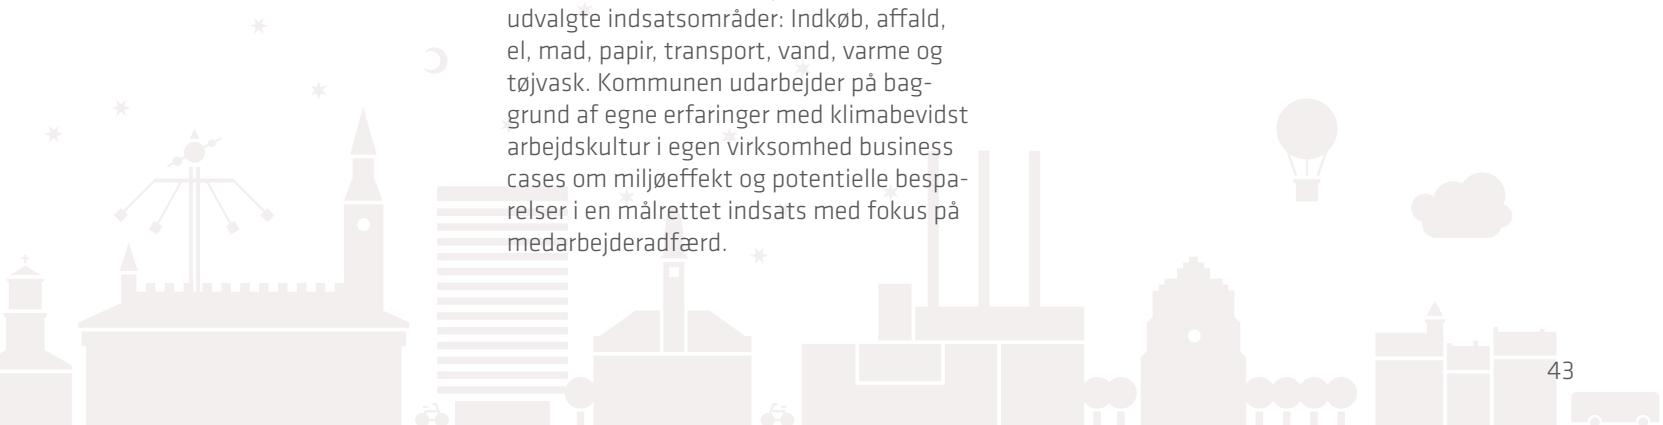 udvalgte indsatsområder: Indkøb, affald,
el, mad, papir, transport, vand, varme og
tøjvask. Kommunen udarbejder på bag-
grund af egne erfaringer med klimabevidst
arbejdskultur i egen virksomhed business
cases om miljøeffekt og potentielle bespa-
relser i en målrettet indsats med fokus på
medarbejderadfærd.
43